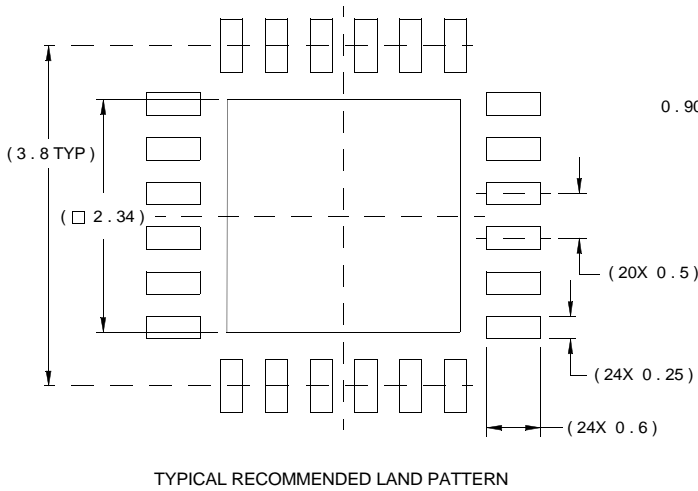 0.90
(3.8 TYP)
(□ 2.34)
(20X 0.5)
(24X 0.25)
(24X 0.6)
TYPICAL RECOMMENDED LAND PATTERN